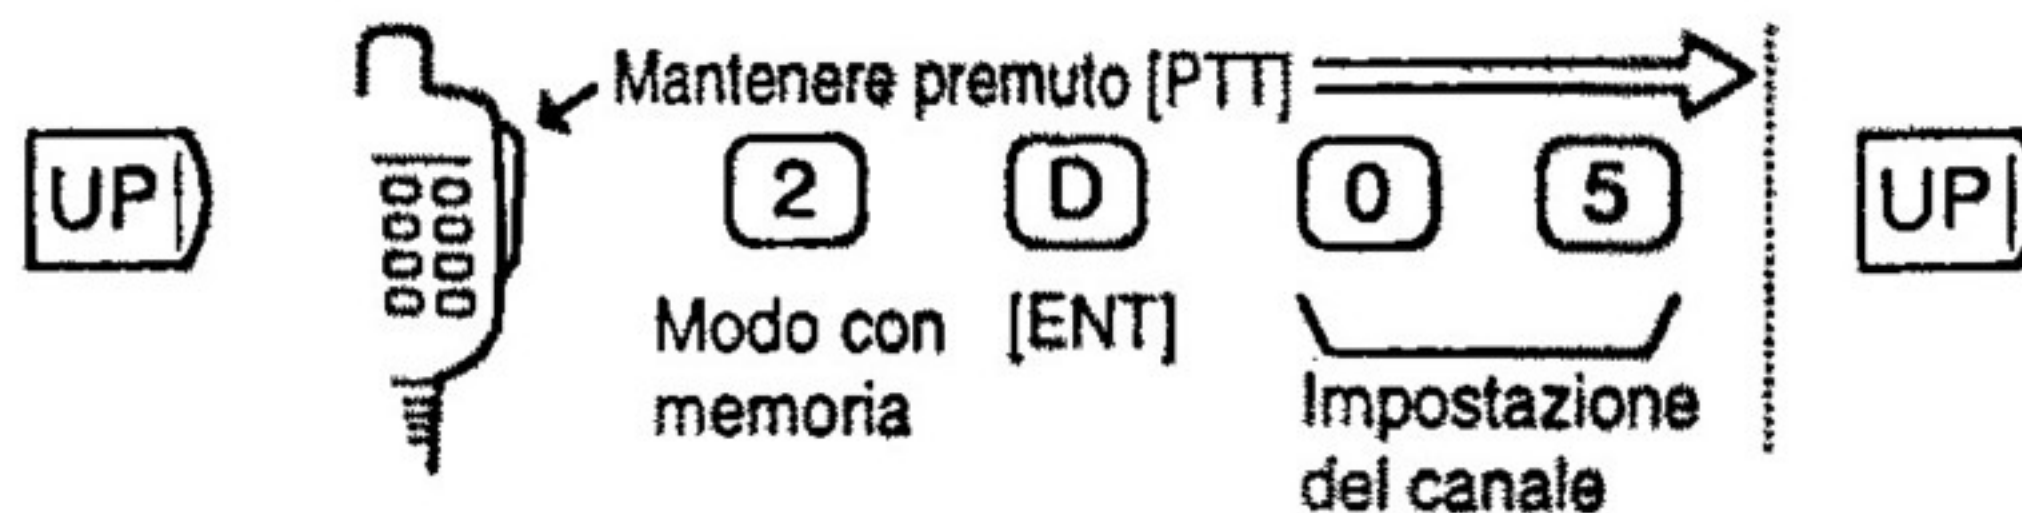 Mantenere premuto [PTT]
UP 2 D 0 5 UP
Modo con [ENT]
memoria
Impostazione
del canale